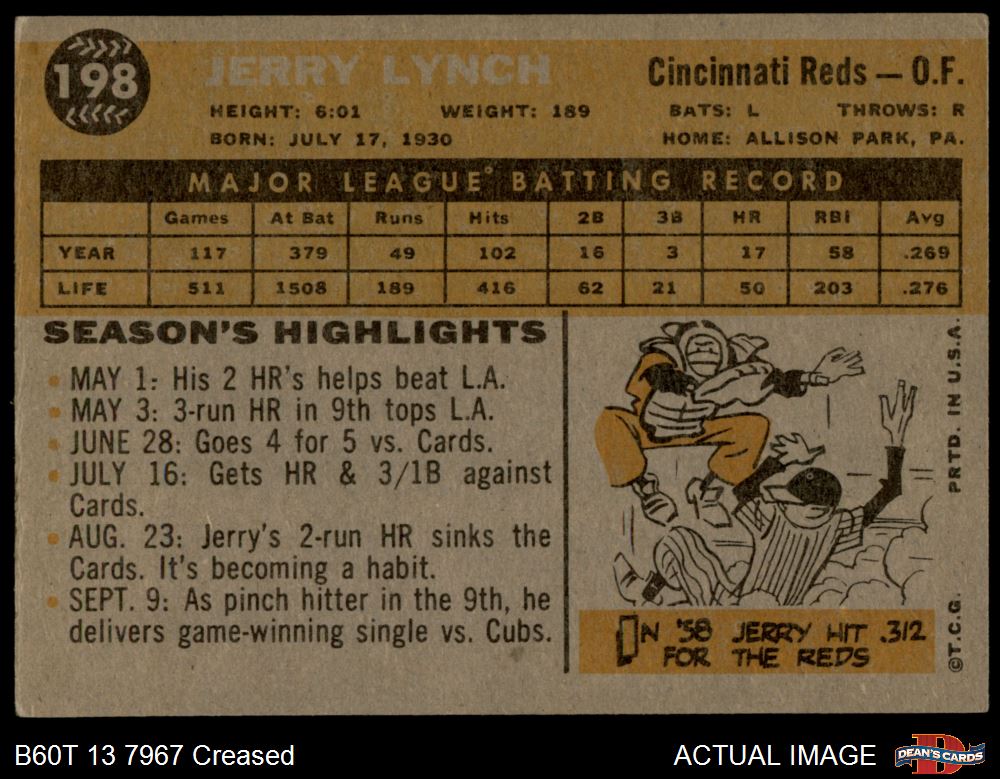 198
JERRY LYNCH
Cincinnati Reds — O.F.
HEIGHT: 6:01 WEIGHT: 189 BATS: L THROWS: R
BORN: JULY 17, 1930 HOME: ALLISON PARK, PA.
MAJOR LEAGUE BATTING RECORD
Games At Bat Runs Hits 2B 3B HR RBI Avg
YEAR 117 379 49 102 16 3 17 58 .269
LIFE 511 1508 189 416 62 21 50 203 .276
SEASON'S HIGHLIGHTS
• MAY 1: His 2 HR's helps beat L.A.
• MAY 3: 3-run HR in 9th tops L.A.
• JUNE 28: Goes 4 for 5 vs. Cards.
• JULY 16: Gets HR & 3/1B against
Cards.
• AUG. 23: Jerry's 2-run HR sinks the
Cards. It's becoming a habit.
• SEPT. 9: As pinch hitter in the 9th, he
delivers game-winning single vs. Cubs.
IN '58 JERRY HIT .312
FOR THE REDS
©T.C.G. PRTD. IN U.S.A.
B60T 13 7967 Creased
ACTUAL IMAGE
DEAN'S CARDS